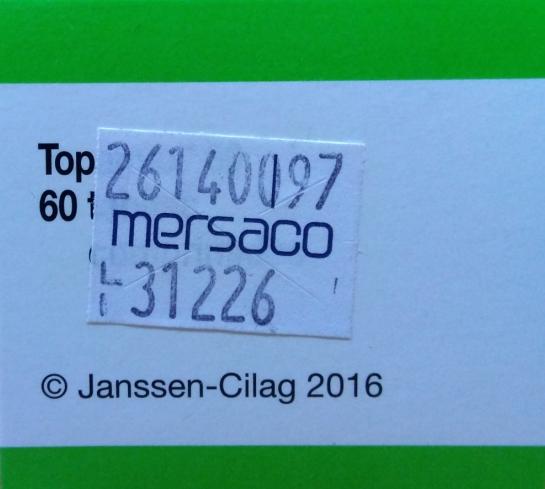 Top
26140097
60
mersaco
31226
© Janssen-Cilag 2016